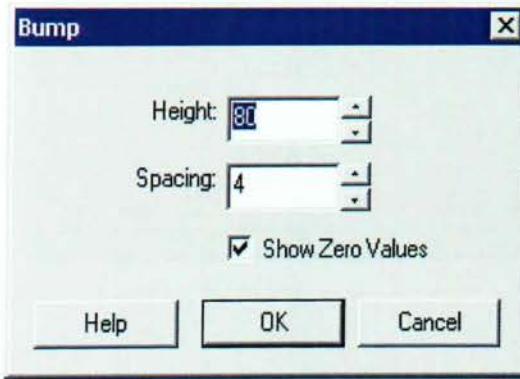 Bump
Height: 80
Spacing: 4
Show Zero Values
Help OK Cancel